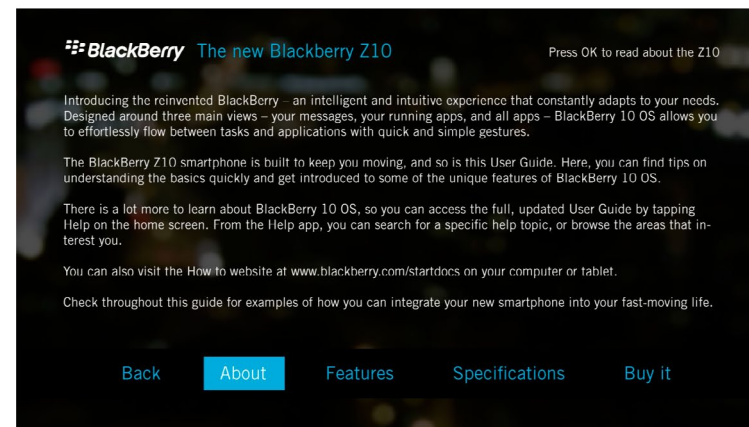 BlackBerry The new Blackberry Z10
Press OK to read about the Z10
Introducing the reinvented BlackBerry – an intelligent and intuitive experience that constantly adapts to your needs.
Designed around three main views – your messages, your running apps, and all apps – BlackBerry 10 OS allows you
to effortlessly flow between tasks and applications with quick and simple gestures.
The BlackBerry Z10 smartphone is built to keep you moving, and so is this User Guide. Here, you can find tips on
understanding the basics quickly and get introduced to some of the unique features of BlackBerry 10 OS.
There is a lot more to learn about BlackBerry 10 OS, so you can access the full, updated User Guide by tapping
Help on the home screen. From the Help app, you can search for a specific help topic, or browse the areas that in-
terest you.
You can also visit the How to website at www.blackberry.com/startdocs on your computer or tablet.
Check throughout this guide for examples of how you can integrate your new smartphone into your fast-moving life.
Back About Features Specifications Buy it